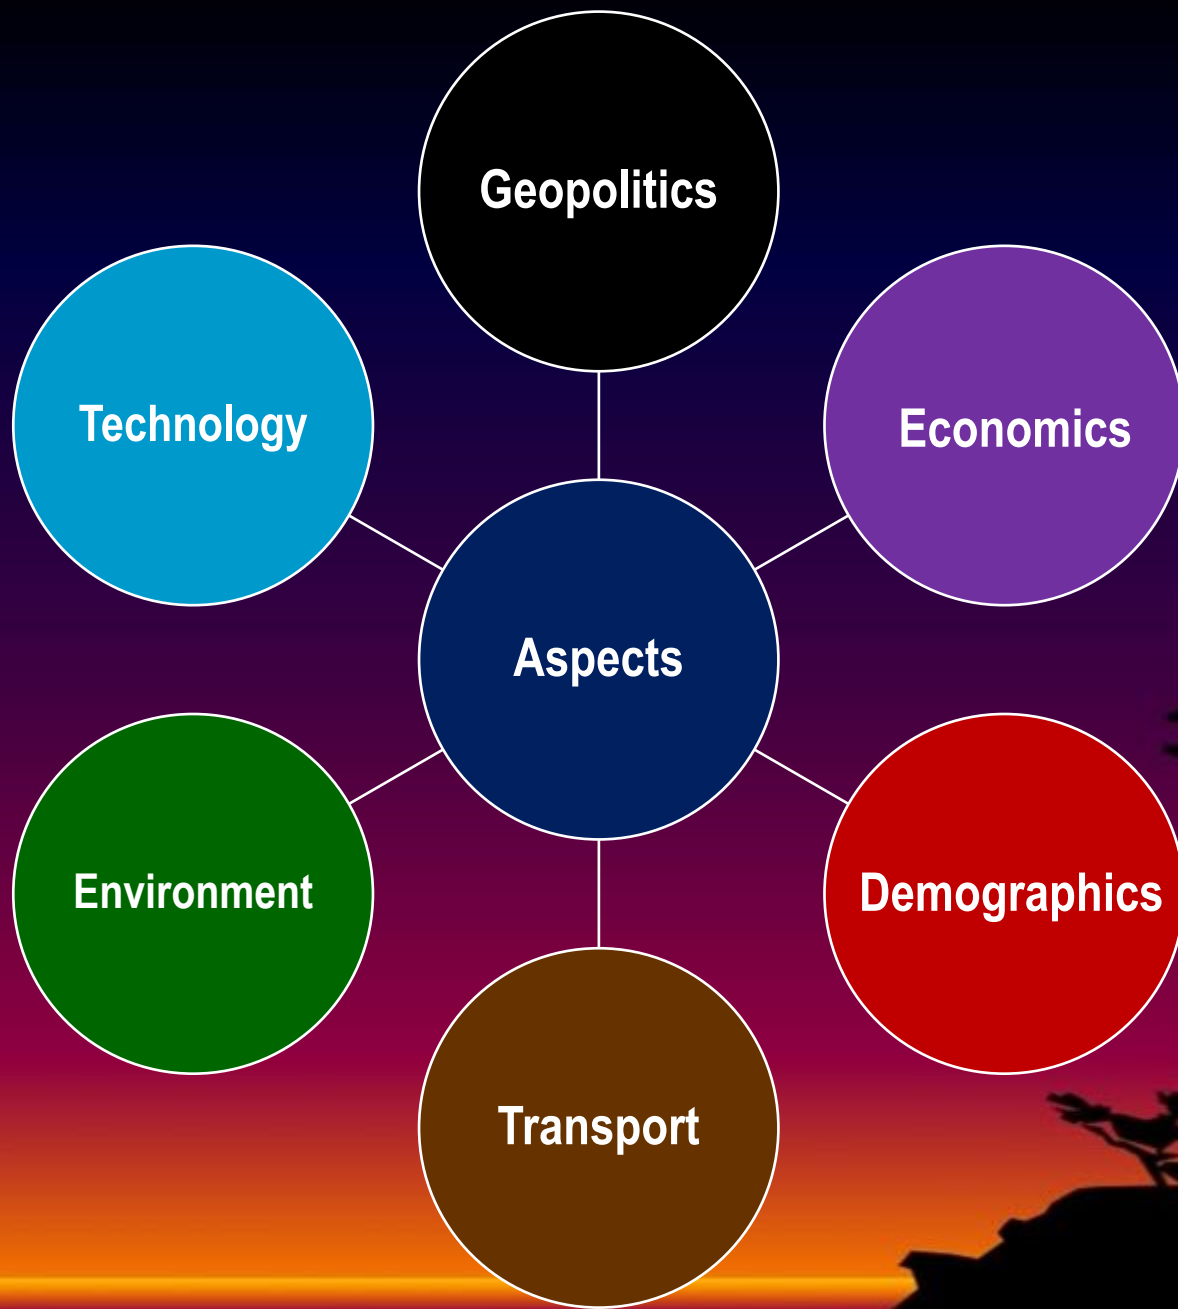 Geopolitics
Technology
Economics
Aspects
Environment
Demographics
Transport